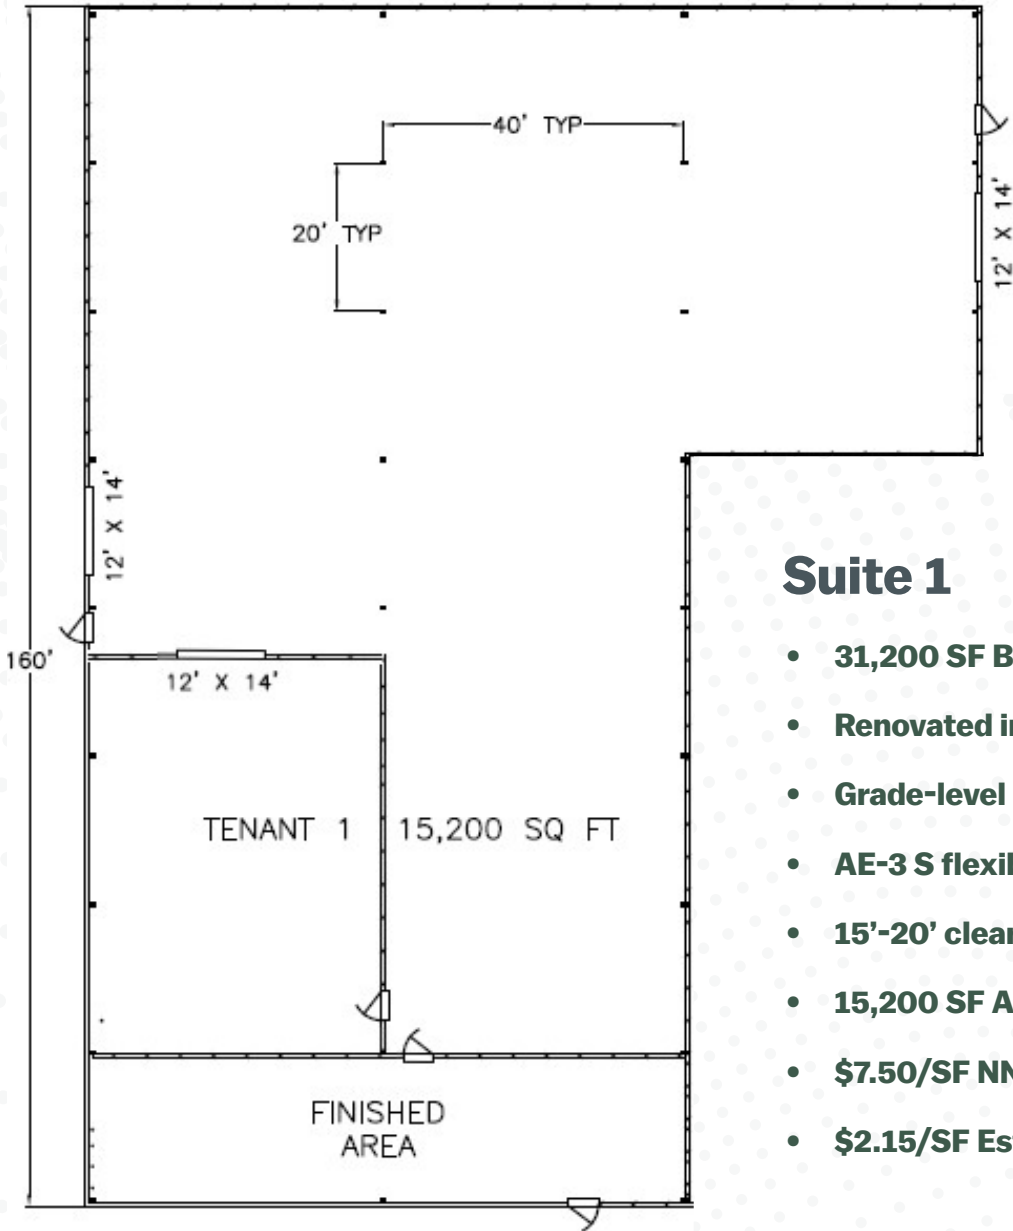 40' TYP
20' TYP
12' X 14'
12' X 14'
160'
12' X 14'
TENANT 1 15,200 SQ FT
FINISHED
AREA
Suite 1
• 31,200 SF B
• Renovated i
• Grade-level
• AE-3 S flexi
• 15'-20' clear
• 15,200 SF A
• $7.50/SF NN
• $2.15/SF Es